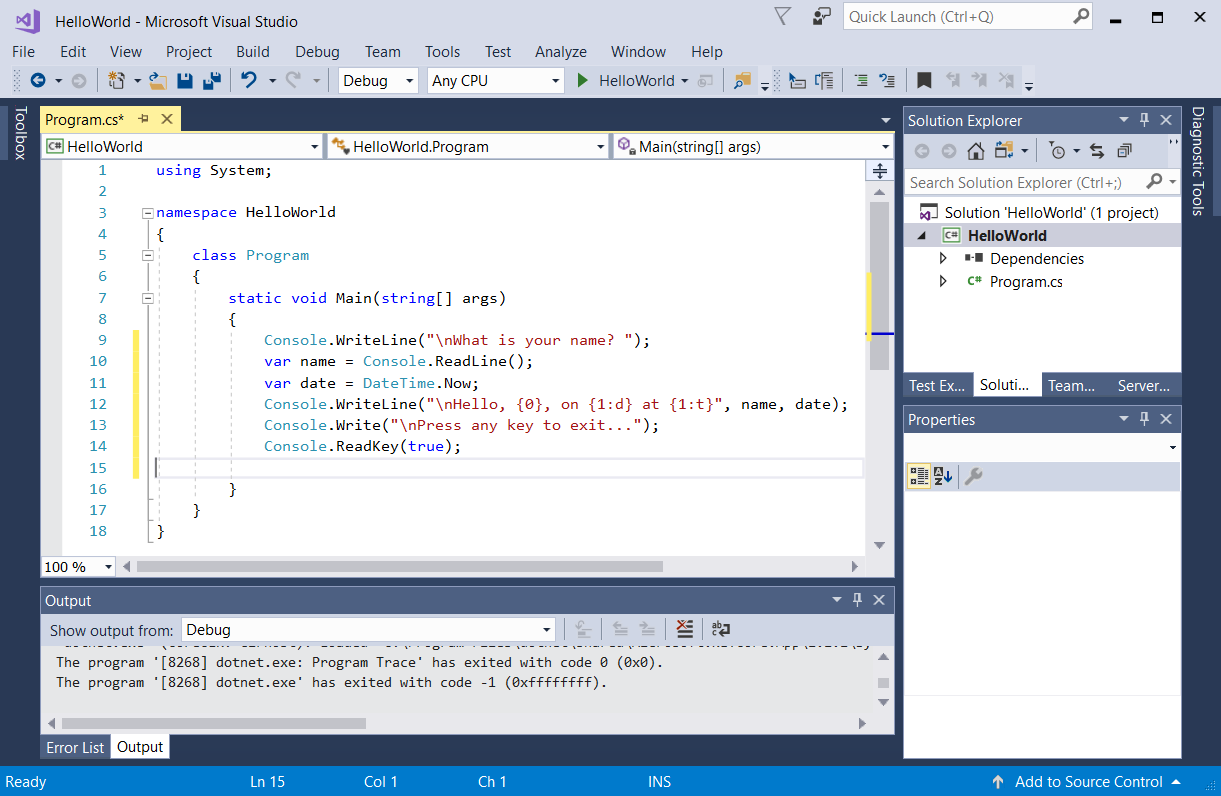 HelloWorld - Microsoft Visual Studio
Quick Launch (Ctrl+Q)
File Edit View Project Build Debug Team Tools Test Analyze Window Help
Debug Any CPU HelloWorld
Toolbox
Program.cs*
HelloWorld HelloWorld.Program Main(string[] args)
1 using System;
2
3 namespace HelloWorld
4 {
5 class Program
6 {
7 static void Main(string[] args)
8 {
9 Console.WriteLine("\nWhat is your name? ");
10 var name = Console.ReadLine();
11 var date = DateTime.Now;
12 Console.WriteLine("\nHello, {0}, on {1:d} at {1:t}", name, date);
13 Console.Write("\nPress any key to exit...");
14 Console.ReadKey(true);
15
16 }
17 }
18 }
100 %
Output
Show output from: Debug
The program '[8268] dotnet.exe: Program Trace' has exited with code 0 (0x0).
The program '[8268] dotnet.exe' has exited with code -1 (0xffffffff).
Error List Output
Solution Explorer
Search Solution Explorer (Ctrl+;)
Solution 'HelloWorld' (1 project)
C# HelloWorld
Dependencies
C# Program.cs
Test Ex... Soluti... Team... Server...
Properties
Diagnostic Tools
Ready Ln 15 Col 1 Ch 1 INS Add to Source Control